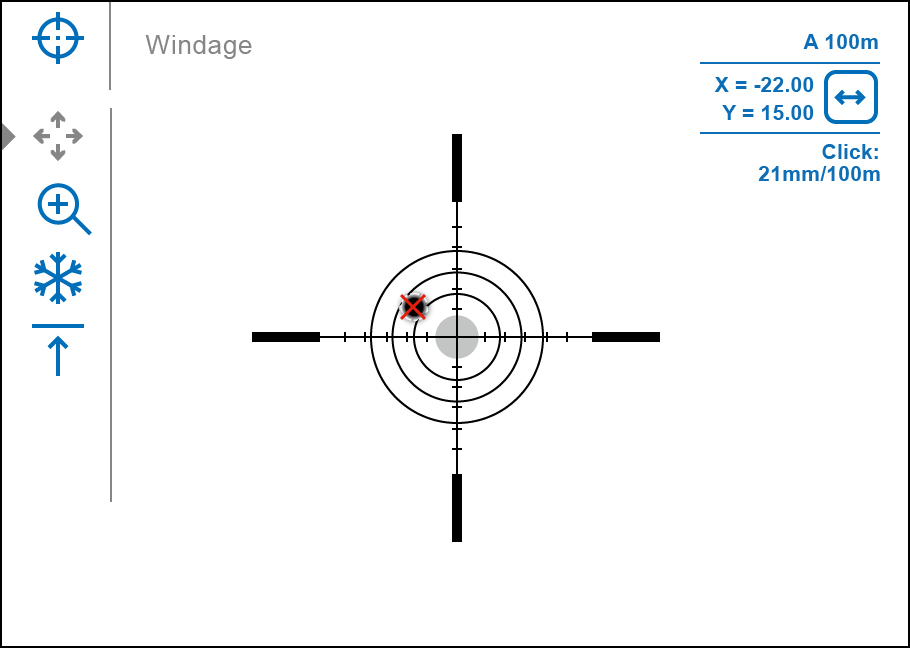 Windage
A 100m
X = -22.00
Y = 15.00
Click:
21mm/100m